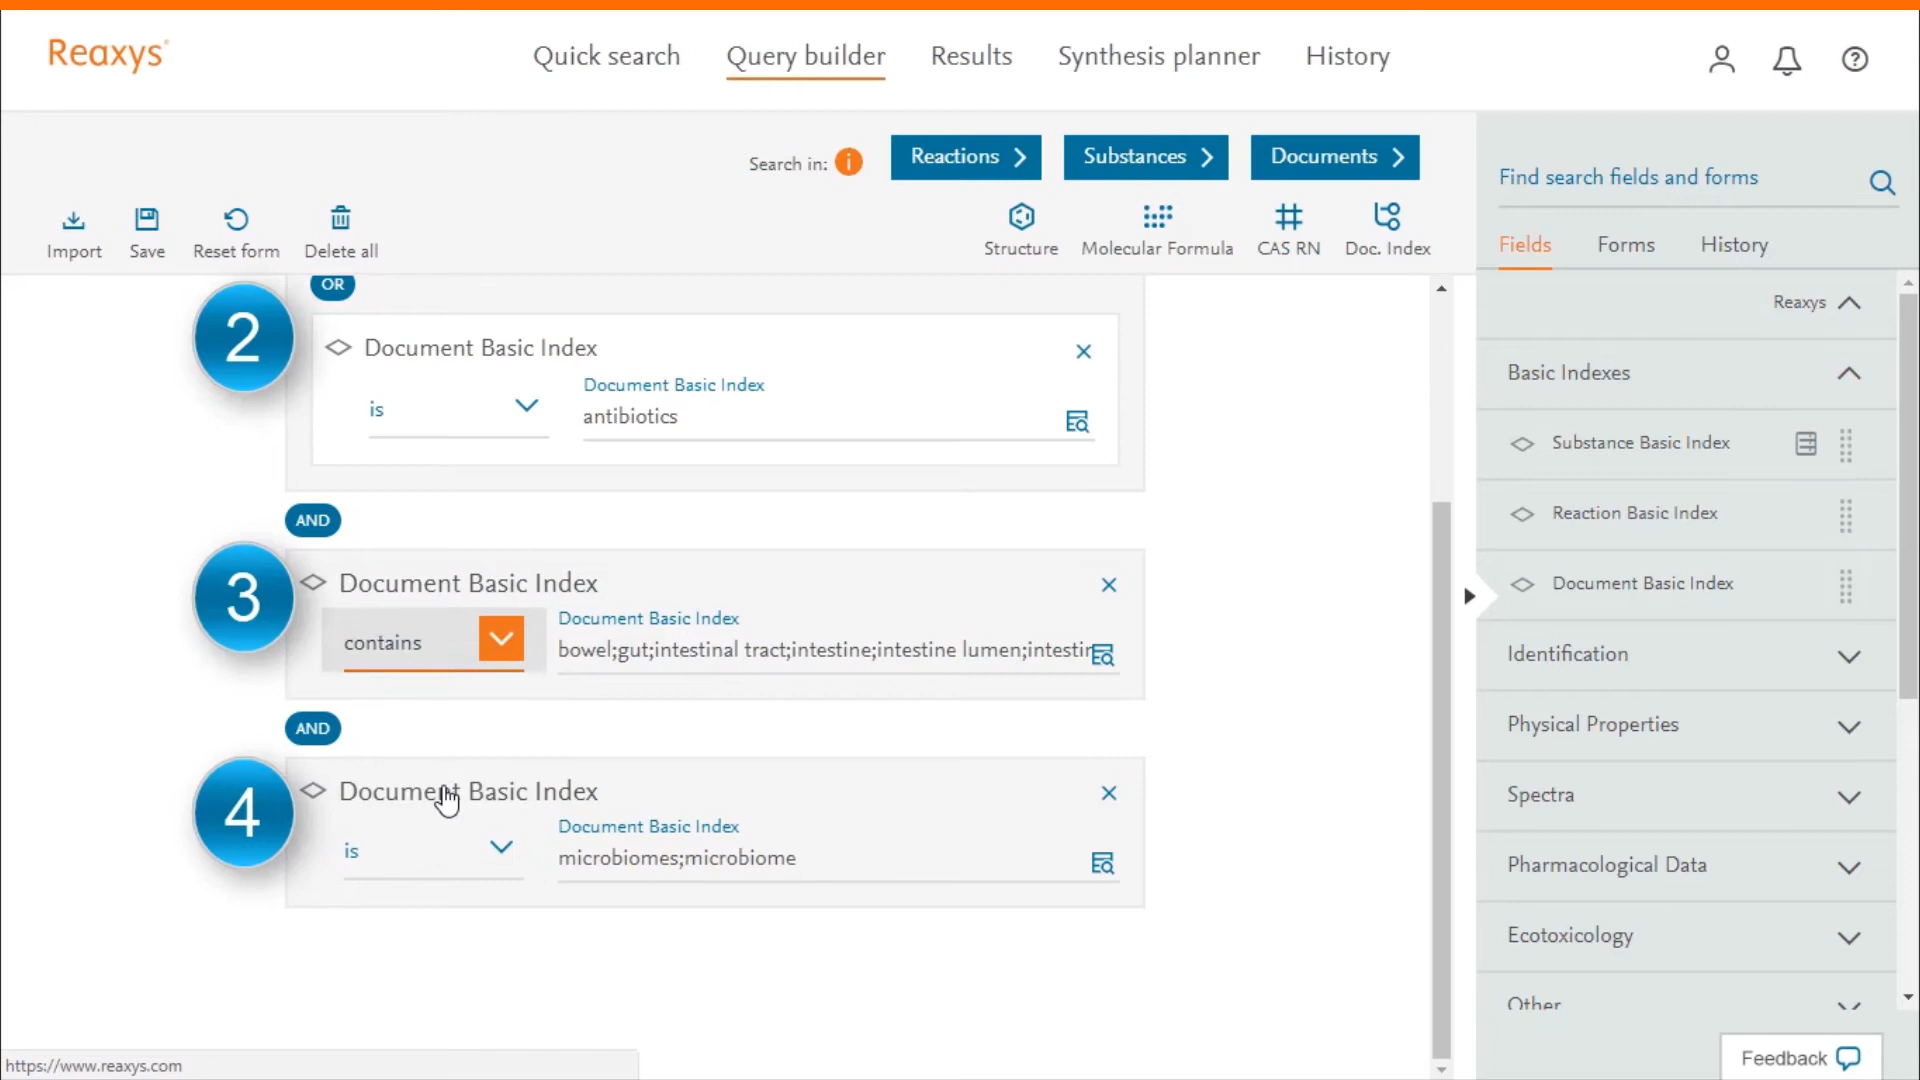 Reaxys
Quick search
Query builder
Results
Synthesis planner
History
Search in:
Reactions
Substances
Documents
Import
Save
Reset form
Delete all
Structure
Molecular Formula
CAS RN
Doc. Index
OR
2
Document Basic Index
is
Document Basic Index
antibiotics
AND
3
Document Basic Index
contains
Document Basic Index
bowel;gut;intestinal tract;intestine;intestine lumen;intestin
AND
4
Document Basic Index
is
Document Basic Index
microbiomes;microbiome
Find search fields and forms
Fields
Forms
History
Reaxys
Basic Indexes
Substance Basic Index
Reaction Basic Index
Document Basic Index
Identification
Physical Properties
Spectra
Pharmacological Data
Ecotoxicology
Other
https://www.reaxys.com
Feedback